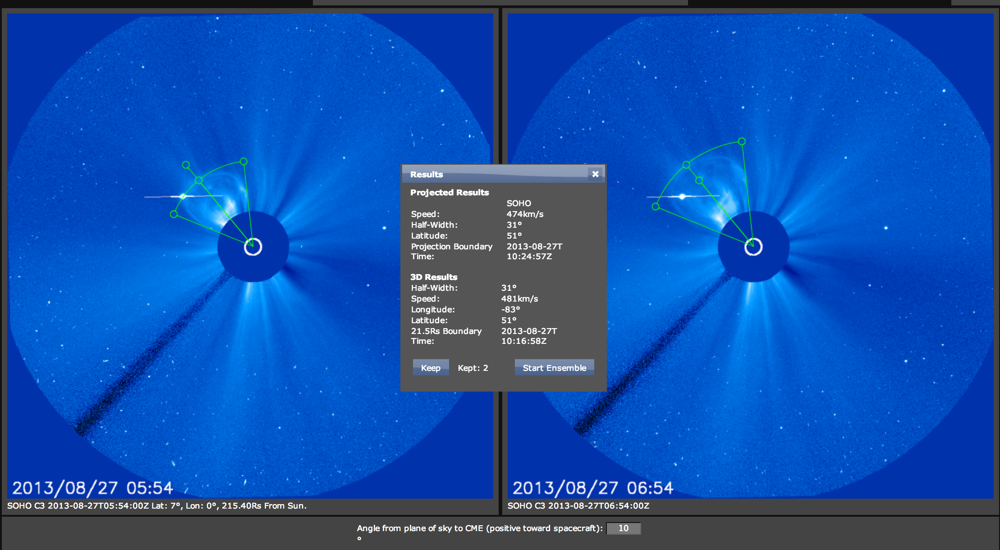 Results
Projected Results
SOHO
Speed: 474km/s
Half-Width: 31°
Latitude: 51°
Projection Boundary 2013-08-27T
Time: 10:24:57Z
3D Results
Half-Width: 31°
Speed: 481km/s
Longitude: -83°
Latitude: 51°
21.5Rs Boundary 2013-08-27T
Time: 10:16:58Z
Keep Kept: 2 Start Ensemble
2013/08/27 05:54
SOHO C3 2013-08-27T05:54:00Z Lat: 7°, Lon: 0°, 215.40Rs From Sun.
2013/08/27 06:54
SOHO C3 2013-08-27T06:54:00Z
Angle from plane of sky to CME (positive toward spacecraft): 10
°